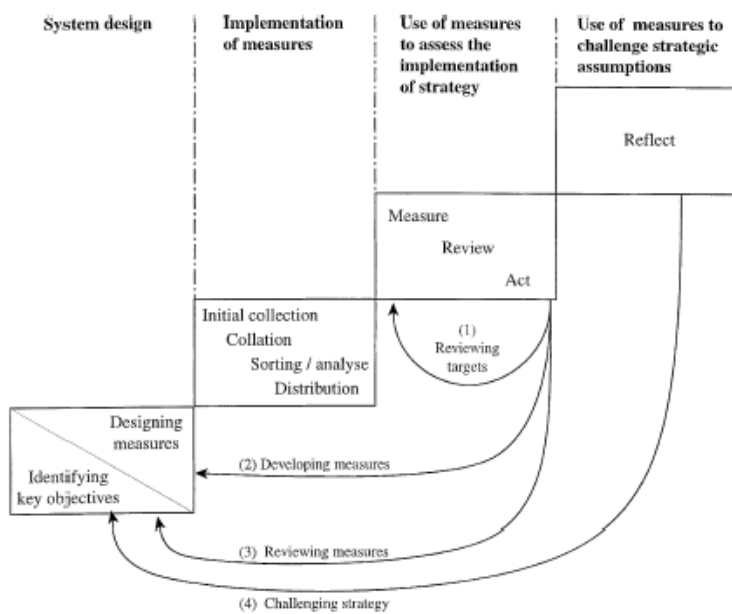 System design
Implementation
of measures
Use of measures
to assess the
implementation
of strategy
Use of measures to
challenge strategic
assumptions
Reflect
Measure
Review
Act
Initial collection
Collation
Sorting / analyse
Distribution
(1)
Reviewing
targets
Designing
measures
Identifying
key objectives
(2) Developing measures
(3) Reviewing measures
(4) Challenging strategy